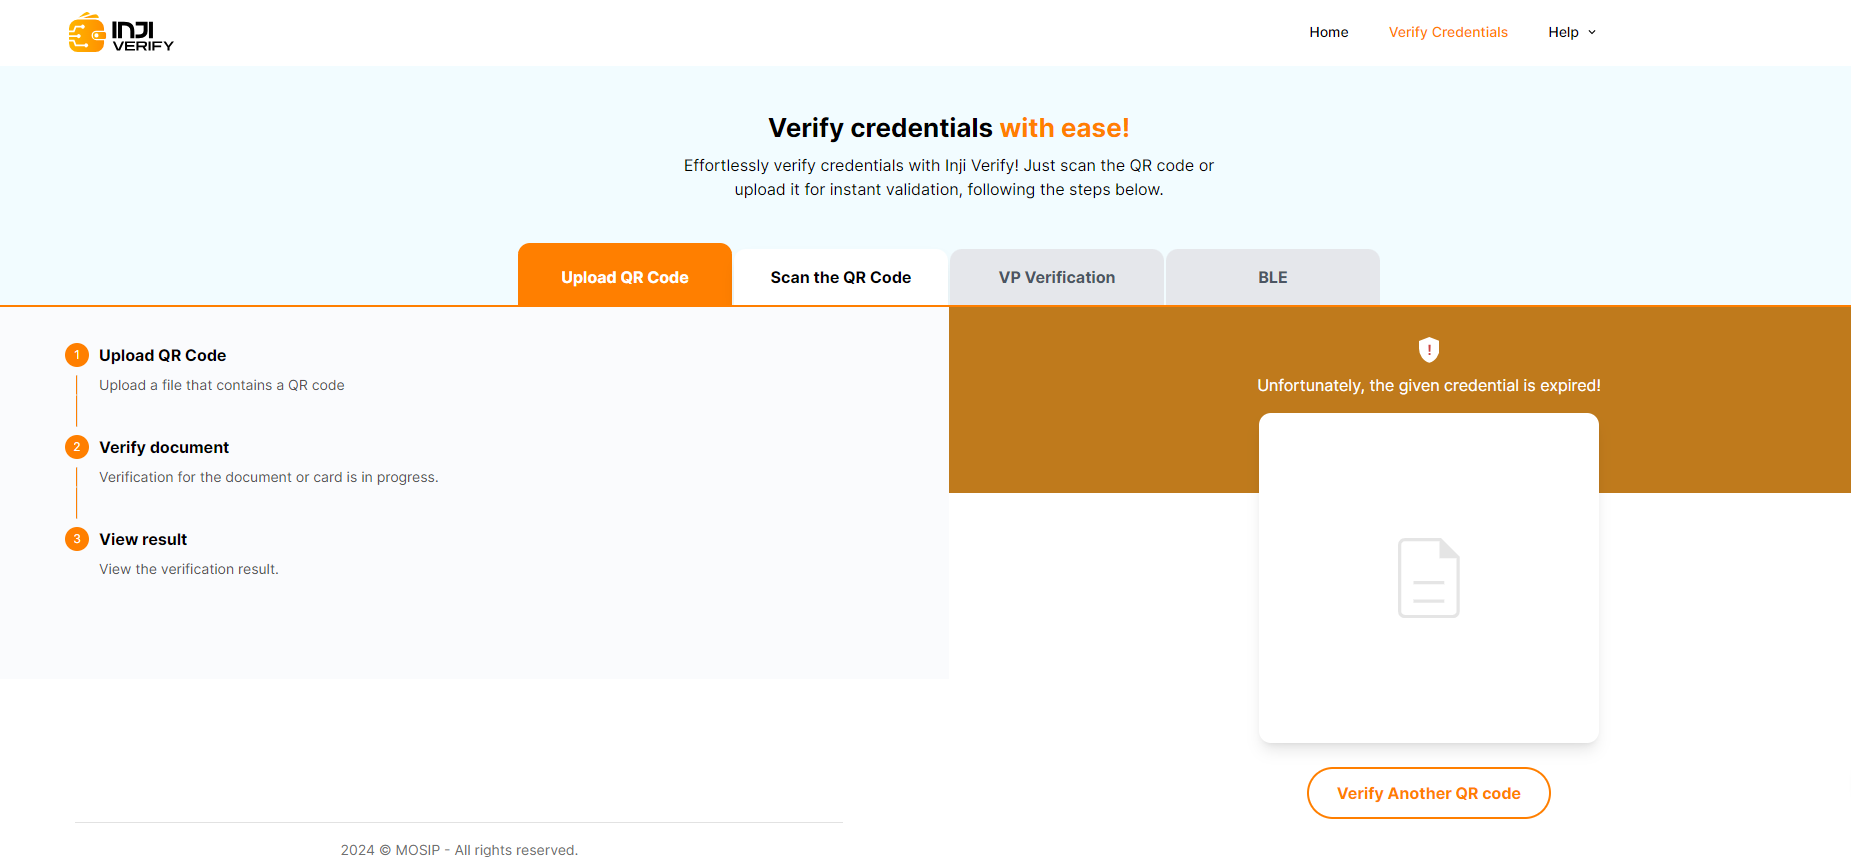 INJI
VERIFY
Home
Verify Credentials
Help
Verify credentials with ease!
Effortlessly verify credentials with Inji Verify! Just scan the QR code or
upload it for instant validation, following the steps below.
Upload QR Code
Scan the QR Code
VP Verification
BLE
1 Upload QR Code
Upload a file that contains a QR code
2 Verify document
Verification for the document or card is in progress.
3 View result
View the verification result.
!
Unfortunately, the given credential is expired!
Verify Another QR code
2024 © MOSIP - All rights reserved.